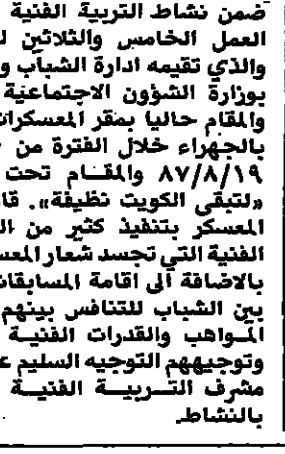 ضمن نشاط التربية الفنية
العمل الخامس والثلاثين
والذي تقيمه ادارة الشباب
بوزارة الشؤون الاجتماعية
والمقام حاليا بمقر المعسكرات
بالجهراء خلال الفترة من
٨٧/٨/١٩ والمقام تحت
«لتبقى الكويت نظيفة». قا
المعسكر بتنفيذ كثير من
الفنية التي تجسد شعار
بالاضافة الى اقامة المسابقات
بين الشباب للتنافس بينهم
المواهب والقدرات الفنية
وتوجيههم التوجيه السليم
مشرف التربية الفنية
بالنشاط.